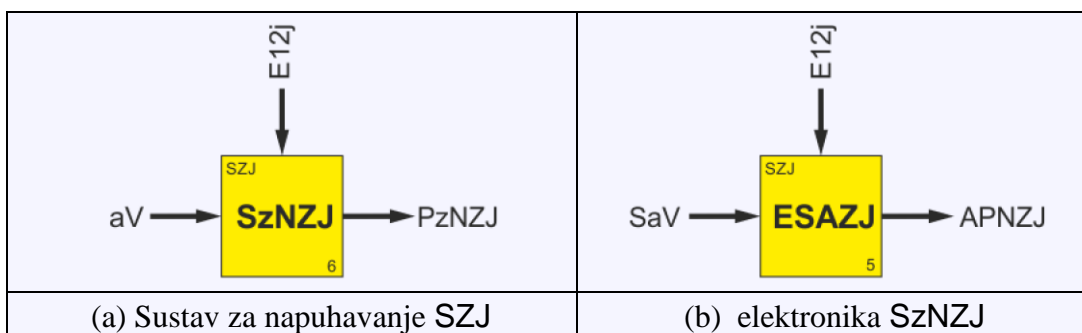 E12j
SZJ
aV SzNZJ PzNZJ
6
(a) Sustav za napuhavanje SZJ
E12j
SZJ
SaV ESAZJ APNZJ
5
(b) elektronika SzNZJ